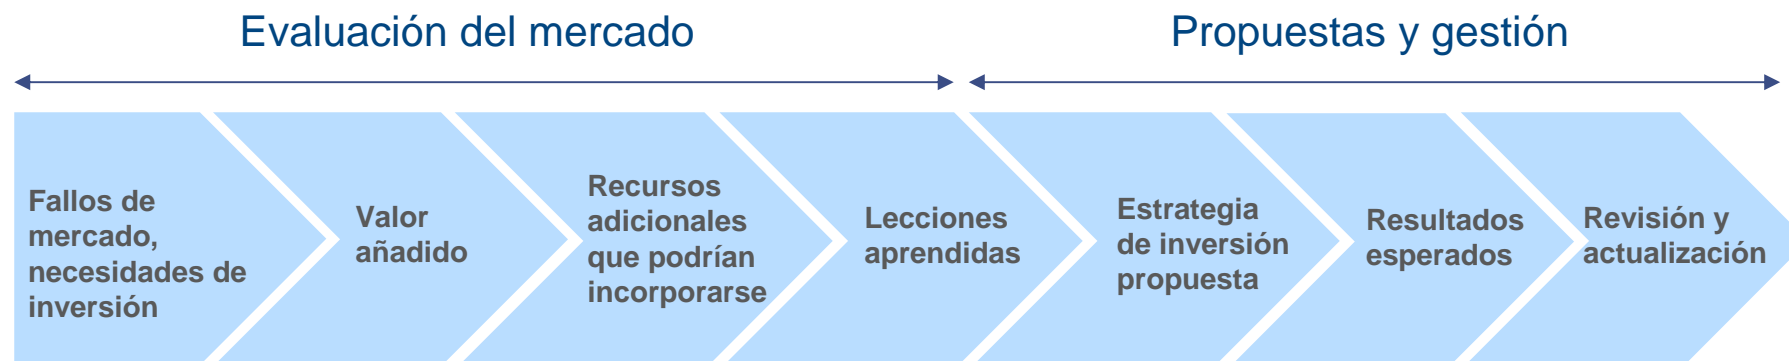 Evaluación del mercado
Propuestas y gestión
Fallos de
mercado,
necesidades de
inversión
Valor
añadido
Recursos
adicionales
que podrían
incorporarse
Lecciones
aprendidas
Estrategia
de inversión
propuesta
Resultados
esperados
Revisión y
actualización